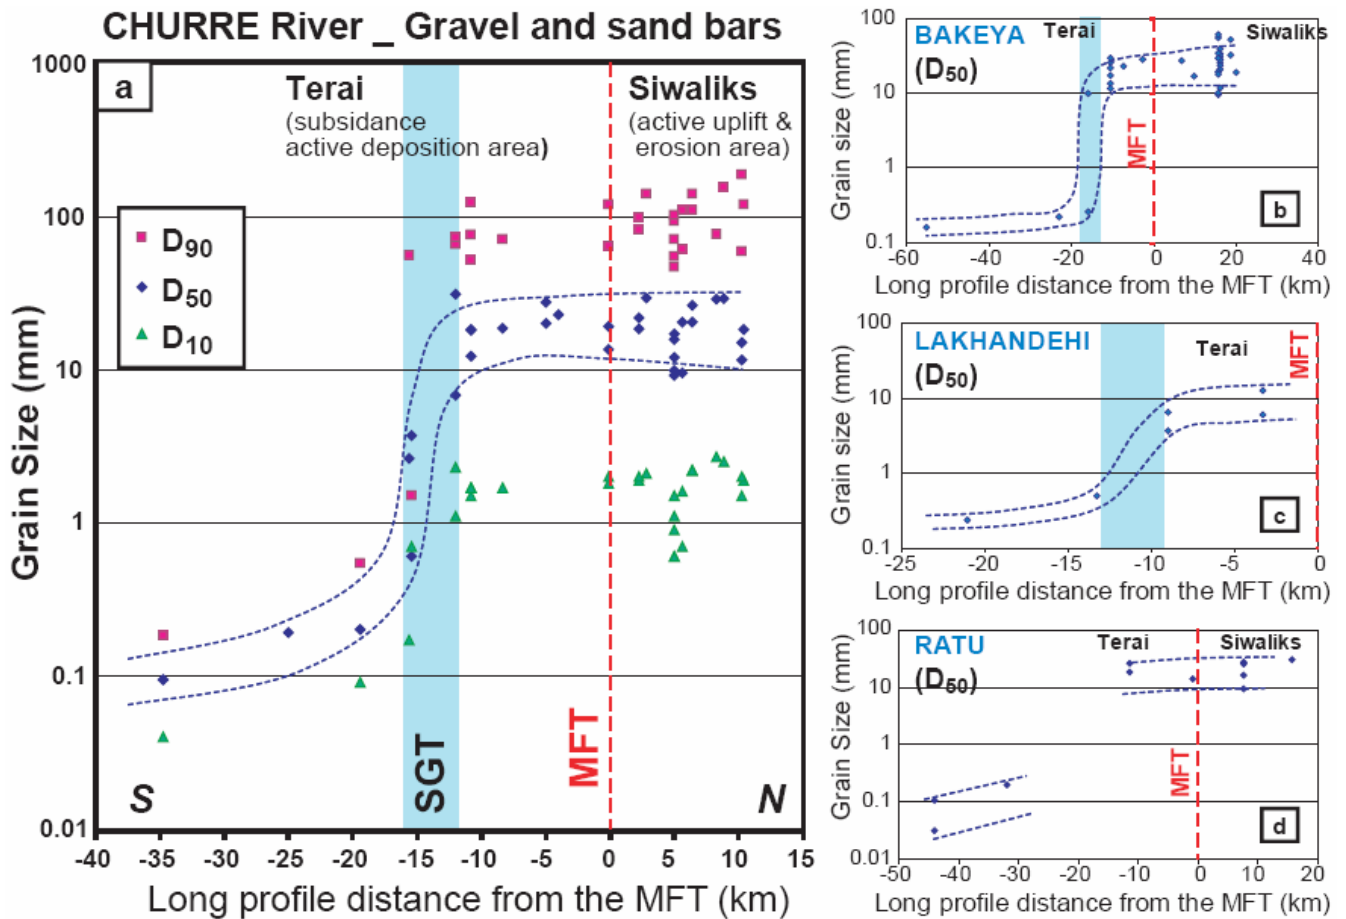 CHURRE River _ Gravel and sand bars
a
Terai
(subsidance
active deposition area)
Siwaliks
(active uplift &
erosion area)
D90
D50
D10
1000
100
10
1
0.1
0.01
Grain Size (mm)
SGT
MFT
S
N
-40 -35 -30 -25 -20 -15 -10 -5 0 5 10 15
Long profile distance from the MFT (km)
BAKEYA
(D50)
Terai
MFT
Siwaliks
b
100
10
1
0.1
Grain size (mm)
-60 -40 -20 0 20 40
Long profile distance from the MFT (km)
LAKHANDEHI
(D50)
Terai
MFT
c
100
10
1
0.1
Grain size (mm)
-25 -20 -15 -10 -5 0
Long profile distance from the MFT (km)
RATU
(D50)
Terai
Siwaliks
MFT
d
100
10
1
0.1
0.01
Grain Size (mm)
-50 -40 -30 -20 -10 0 10 20
Long profile distance from the MFT (km)